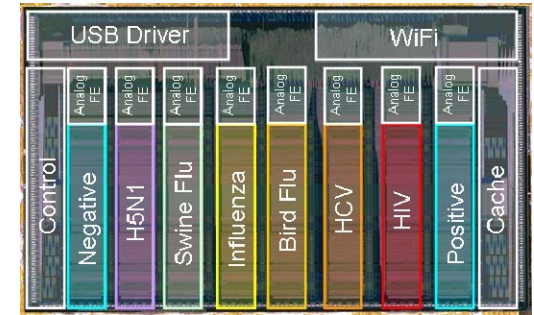 USB Driver
WiFi
Control
Analog FE
Negative
Analog FE
H5N1
Analog FE
Swine Flu
Analog FE
Influenza
Analog FE
Bird Flu
Analog FE
HCV
Analog FE
HIV
Analog FE
Positive
Cache